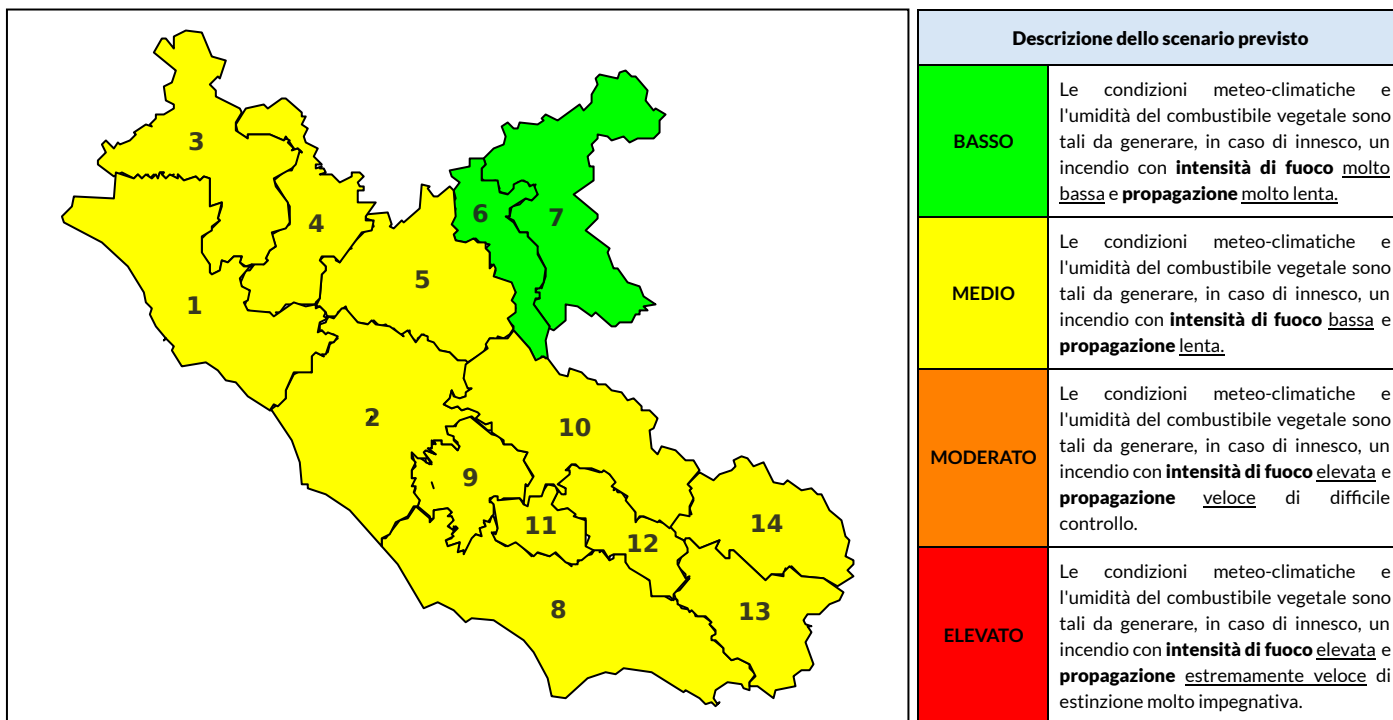 3
4
6
7
5
1
2
10
9
11
12
14
8
13
Descrizione dello scenario previsto
BASSO
Le condizioni meteo-climatiche e
l'umidità del combustibile vegetale sono
tali da generare, in caso di innesco, un
incendio con intensità di fuoco molto
bassa e propagazione molto lenta.
MEDIO
Le condizioni meteo-climatiche e
l'umidità del combustibile vegetale sono
tali da generare, in caso di innesco, un
incendio con intensità di fuoco bassa e
propagazione lenta.
MODERATO
Le condizioni meteo-climatiche e
l'umidità del combustibile vegetale sono
tali da generare, in caso di innesco, un
incendio con intensità di fuoco elevata e
propagazione veloce di difficile
controllo.
ELEVATO
Le condizioni meteo-climatiche e
l'umidità del combustibile vegetale sono
tali da generare, in caso di innesco, un
incendio con intensità di fuoco elevata e
propagazione estremamente veloce di
estinzione molto impegnativa.